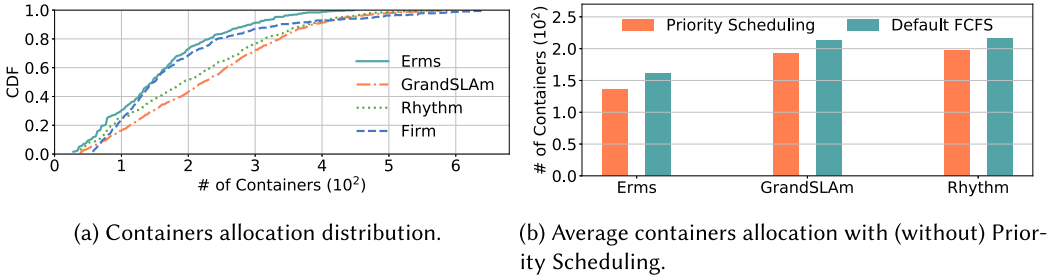 1.0
0.8
0.6
0.4
0.2
0.0
CDF
Erms
GrandSLAm
Rhythm
Firm
0 1 2 3 4 5 6
# of Containers (10²)
(a) Containers allocation distribution.
2.5
2.0
1.5
1.0
0.5
0.0
# of Containers (10²)
Priority Scheduling Default FCFS
Erms GrandSLAm Rhythm
(b) Average containers allocation with (without) Prior-
ity Scheduling.